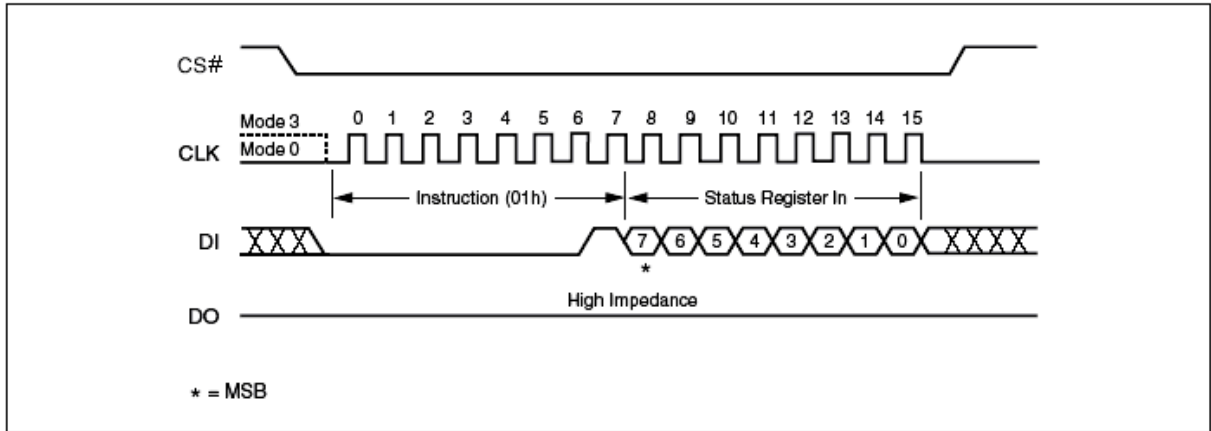 CS#
Mode 3
0 1 2 3 4 5 6 7 8 9 10 11 12 13 14 15
CLK
Mode 0
Instruction (01h)
Status Register In
DI
7 6 5 4 3 2 1 0
*
High Impedance
DO
* = MSB